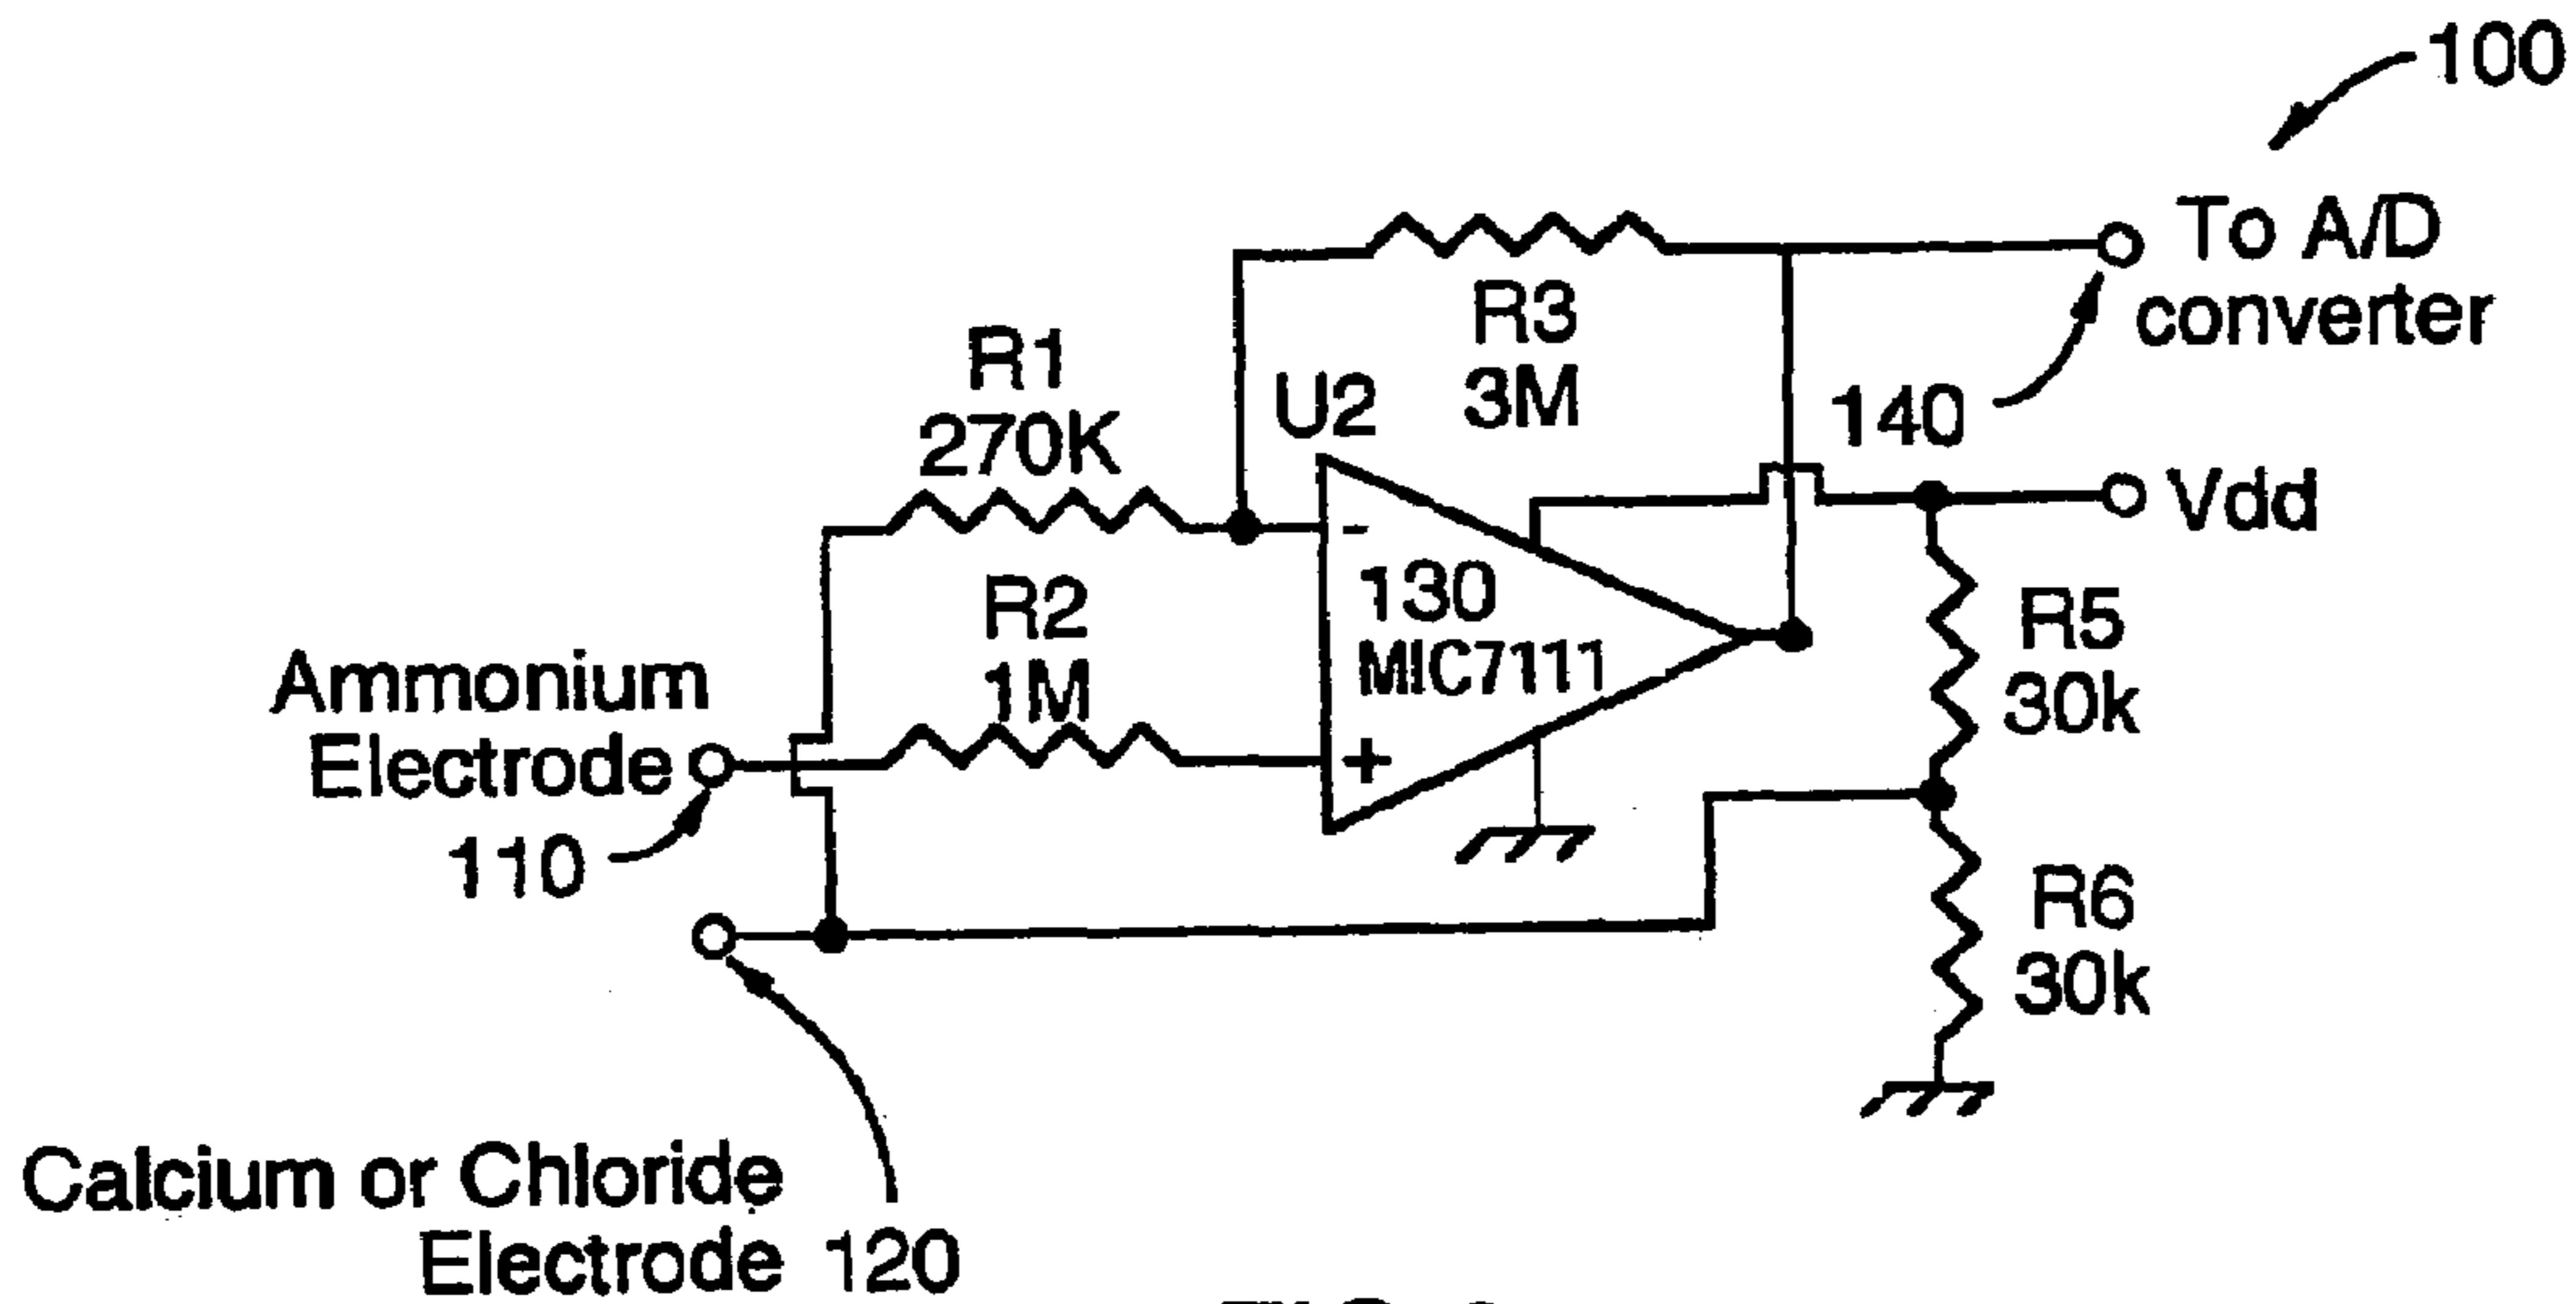 100
To A/D
converter
R3
3M
R1
270K
U2
140
Vdd
-
130
MIC7111
R2
1M
R5
30k
Ammonium
Electrode
+
110
R6
30k
Calcium or Chloride
Electrode 120